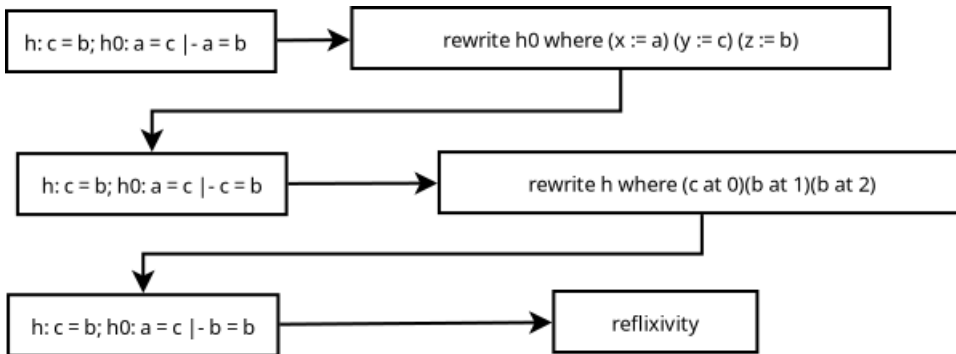 h: c = b; h0: a = c |- a = b
rewrite h0 where (x := a) (y := c) (z := b)
h: c = b; h0: a = c |- c = b
rewrite h where (c at 0)(b at 1)(b at 2)
h: c = b; h0: a = c |- b = b
reflixivity